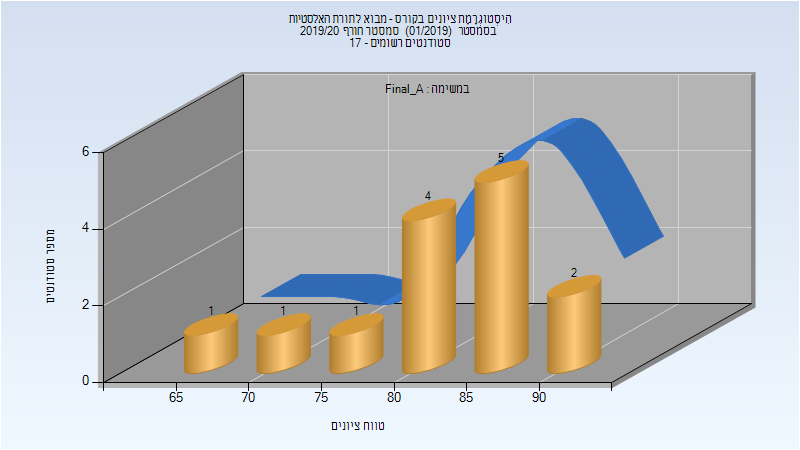 היסטוגרמת ציונים בקורס - מבוא לתורת האלסטיות
בסמסטר (01/2019) סמסטר חורף 2019/20
סטודנטים רשומים - 17
במשימה : Final_A
מספר סטודנטים
6
4
2
0
1
1
1
4
5
2
65
70
75
80
85
90
טווח ציונים